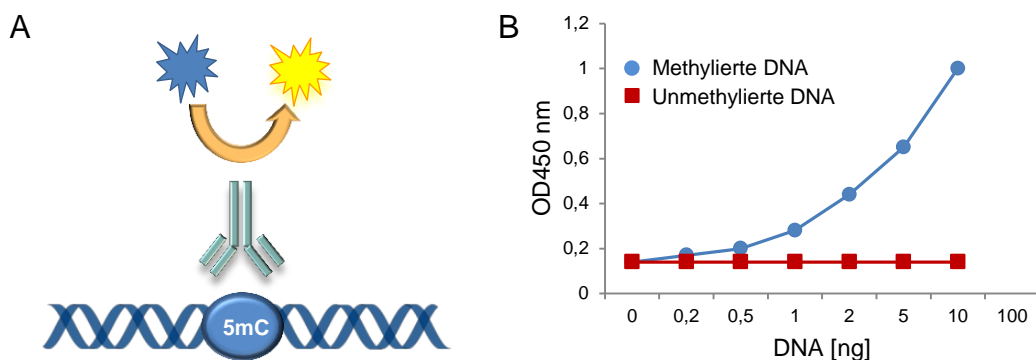 A
5mC
B
OD450 nm
1,2
1
0,8
0,6
0,4
0,2
0
Methylierte DNA
Unmethylierte DNA
0 0,2 0,5 1 2 5 10 100
DNA [ng]